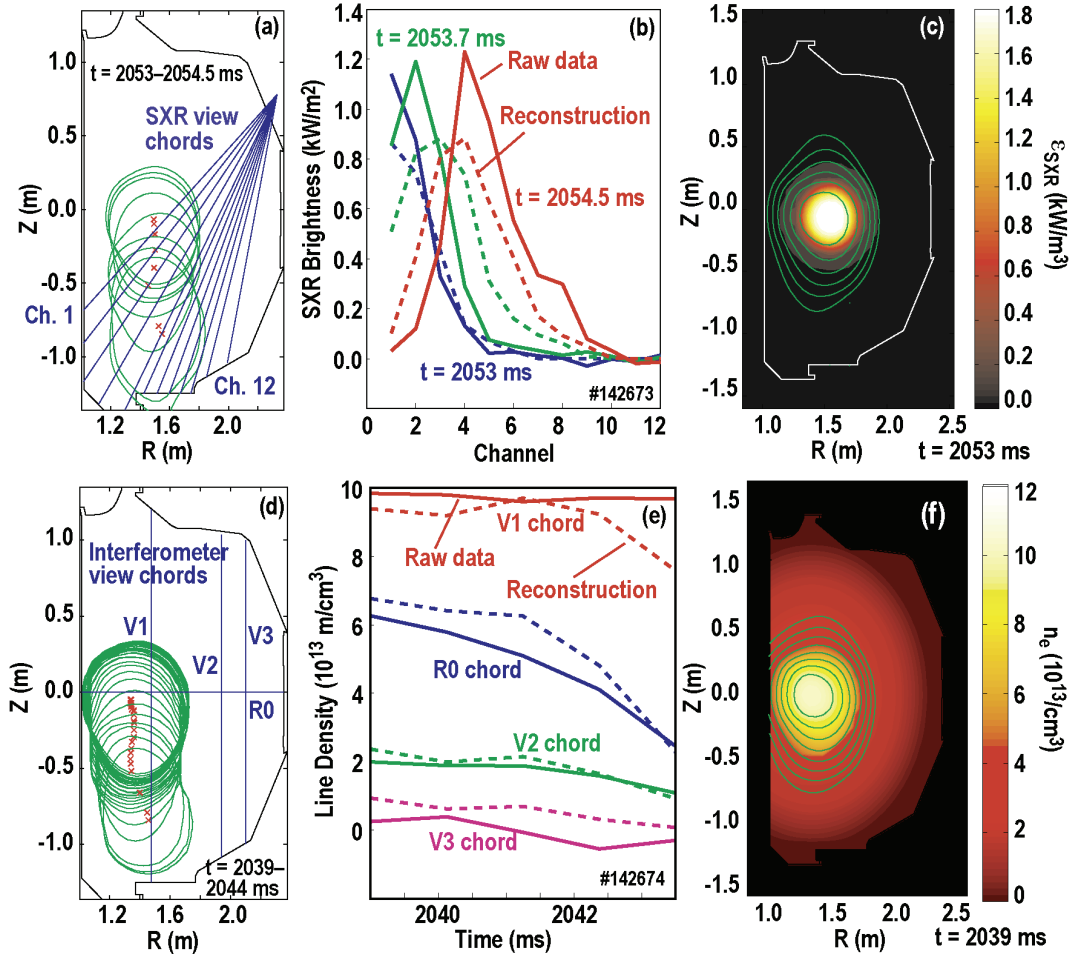 (a)
t = 2053–2054.5 ms
SXR view
chords
Ch. 1
Ch. 12
Z (m)
1.0
0.5
0.0
-0.5
-1.0
1.2 1.6 2.0
R (m)
(b)
t = 2053.7 ms
Raw data
Reconstruction
t = 2054.5
t = 2053 ms
#142673
SXR Brightness (kW/m2)
1.4
1.2
1.0
0.8
0.6
0.4
0.2
0.0
0 2 4 6 8 10 12
Channel
(c)
Z (m)
1.5
1.0
0.5
0.0
-0.5
-1.0
-1.5
1.0 1.5 2.0 2.5
R (m)
t = 2053 ms
1.8
1.6
1.4
1.2
1.0
0.8
0.6
0.4
0.2
0.0
εSXR (kW/m3)
(d)
Interferometer
view chords
V1
V2
V3
R0
t = 2039–
2044 ms
Z (m)
1.0
0.5
0.0
-0.5
-1.0
1.2 1.6 2.0
R (m)
(e)
V1 chord
Raw data
Reconstruction
R0 chord
V2 chord
V3 chord
#142674
Line Density (10^13 m/cm^3)
10
8
6
4
2
0
2040 2042
Time (ms)
(f)
Z (m)
1.5
1.0
0.5
0.0
-0.5
-1.0
-1.5
1.0 1.5 2.0 2.5
R (m)
t = 2039 ms
12
10
8
6
4
2
0
ne (10^13/cm^3)